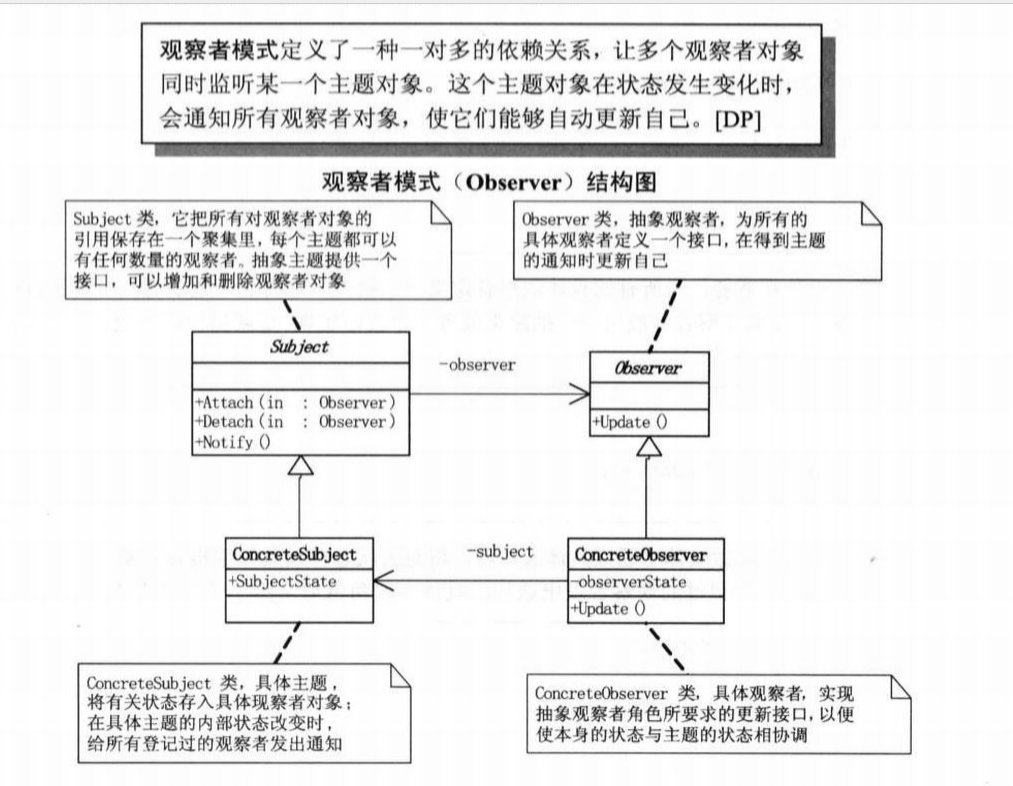 观察者模式定义了一种一对多的依赖关系，让多个观察者对象
同时监听某一个主题对象。这个主题对象在状态发生变化时，
会通知所有观察者对象，使它们能够自动更新自己。[DP]
观察者模式（Observer）结构图
Subject 类，它把所有对观察者对象的
引用保存在一个聚集里，每个主题都可以
有任何数量的观察者。抽象主题提供一个
接口，可以增加和删除观察者对象
Observer 类，抽象观察者，为所有的
具体观察者定义一个接口，在得到主题
的通知时更新自己
Subject
+Attach(in : Observer)
+Detach(in : Observer)
+Notify()
-observer
Observer
+Update()
ConcreteSubject
+SubjectState
-subject
ConcreteObserver
-observerState
+Update()
ConcreteSubject 类，具体主题，
将有关状态存入具体现察者对象；
在具体主题的内部状态改变时，
给所有登记过的观察者发出通知
ConcreteObserver 类，具体观察者，实现
抽象观察者角色所要求的更新接口，以便
使本身的状态与主题的状态相协调